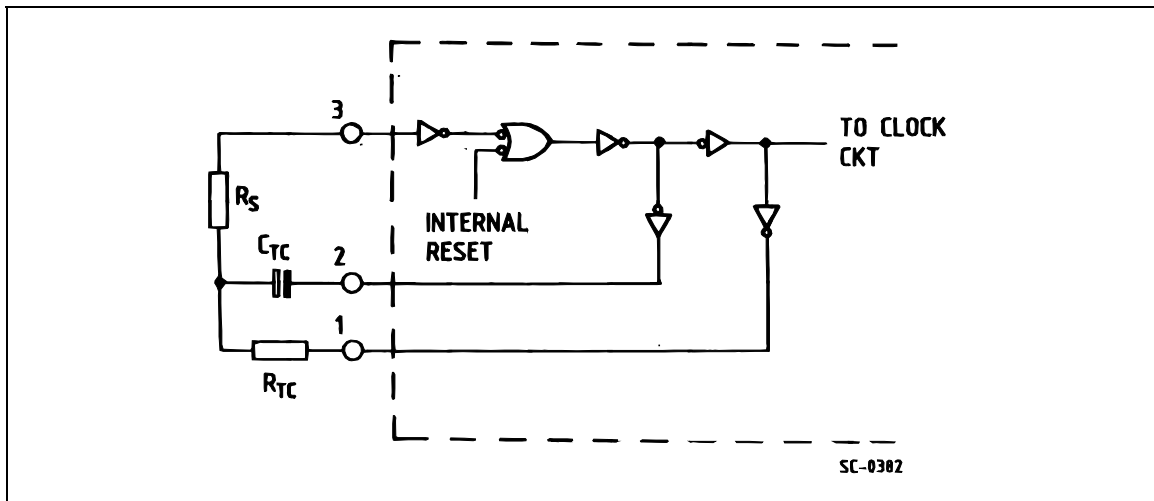 3
TO CLOCK
CKT
RS
INTERNAL
RESET
CTC
2
1
RTC
SC-0382